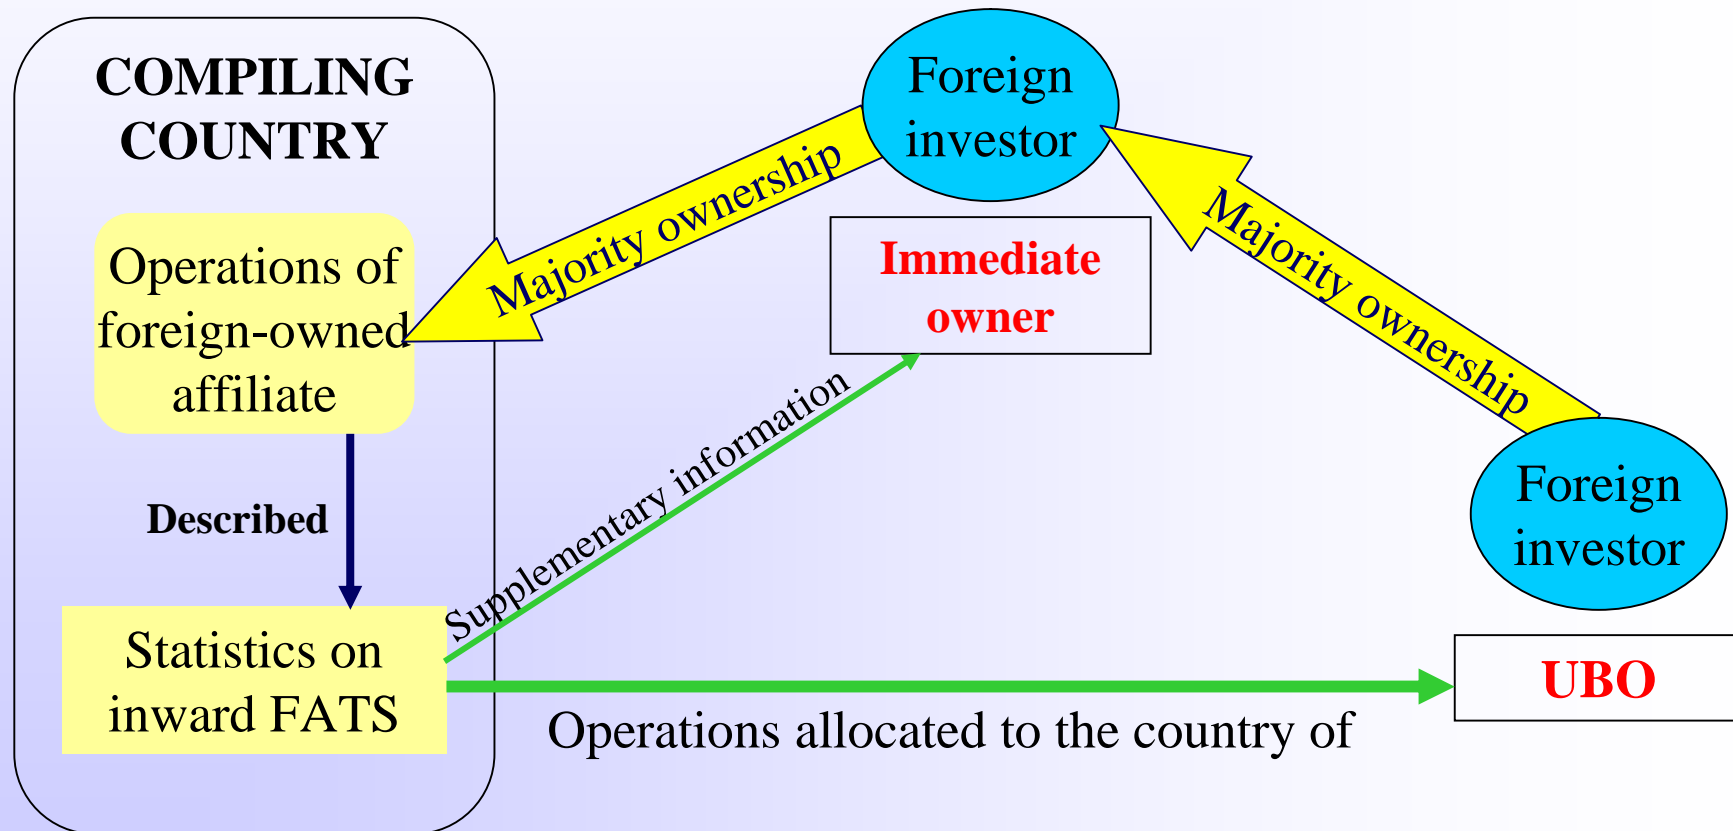 COMPILING
COUNTRY
Foreign
investor
Majority ownership
Operations of
foreign-owned
affiliate
Immediate
owner
Majority ownership
Described
Supplementary information
Foreign
investor
Statistics on
inward FATS
UBO
Operations allocated to the country of